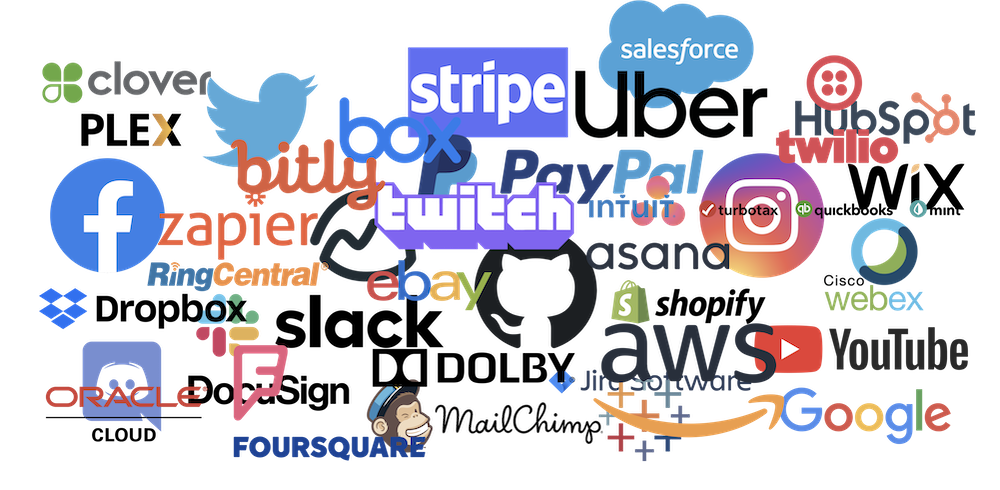 salesforce
clover
stripe
Uber
HubSpot
PLEX
box
twilio
bitly
PayPal
WIX
twitch
INTUIT
turbotax
quickbooks
mint
zapier
asana
RingCentral
ebay
Cisco
webex
Dropbox
shopify
slack
aws
YouTube
DOLBY
Jira Software
ORACLE
CLOUD
DocuSign
MailChimp
Google
FOURSQUARE